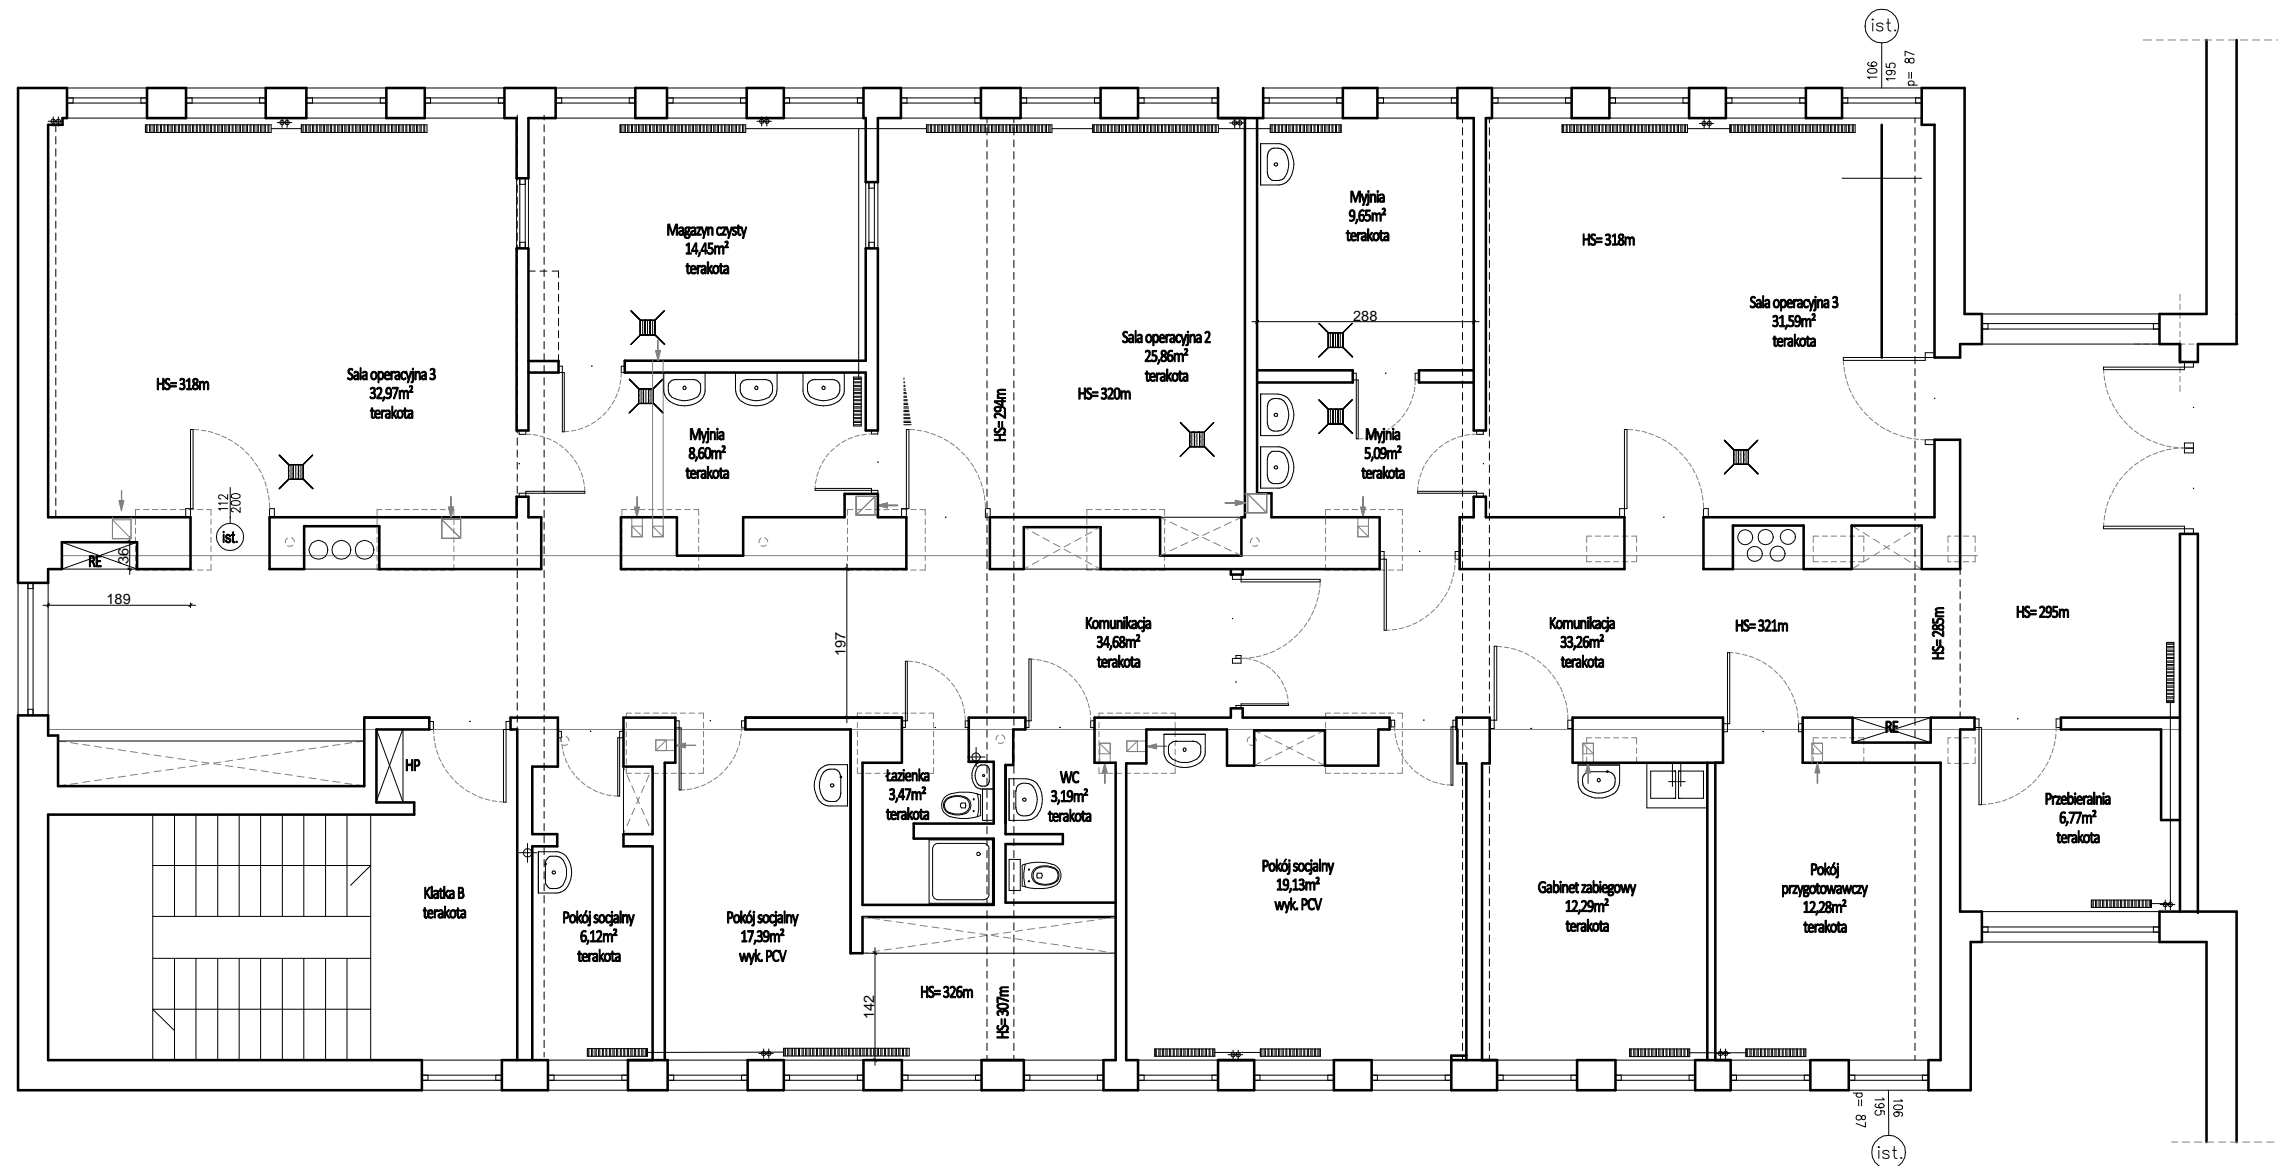 ist.
106
195
p= 87
Magazyn czysty
14,45m²
terakota
Myjnia
9,65m²
terakota
HS= 318m
Sala operacyjna 3
31,59m²
terakota
288
Sala operacyjna 2
25,86m²
terakota
HS= 318m
Sala operacyjna 3
32,97m²
terakota
HS= 294m
HS= 320m
Myjnia
8,60m²
terakota
Myjnia
5,09m²
terakota
112
200
ist.
RE
36
189
197
Komunikacja
34,68m²
terakota
Komunikacja
33,26m²
terakota
HS= 321m
HS= 285m
HS= 295m
HP
RE
Łazienka
3,47m²
terakota
WC
3,19m²
terakota
Przebieralnia
6,77m²
terakota
Klatka B
terakota
Pokój socjalny
6,12m²
terakota
Pokój socjalny
17,39m²
wyk. PCV
Pokój socjalny
19,13m²
wyk. PCV
Gabinet zabiegowy
12,29m²
terakota
Pokój
przygotowawczy
12,28m²
terakota
142
HS= 326m
HS= 307m
106
195
p= 87
ist.